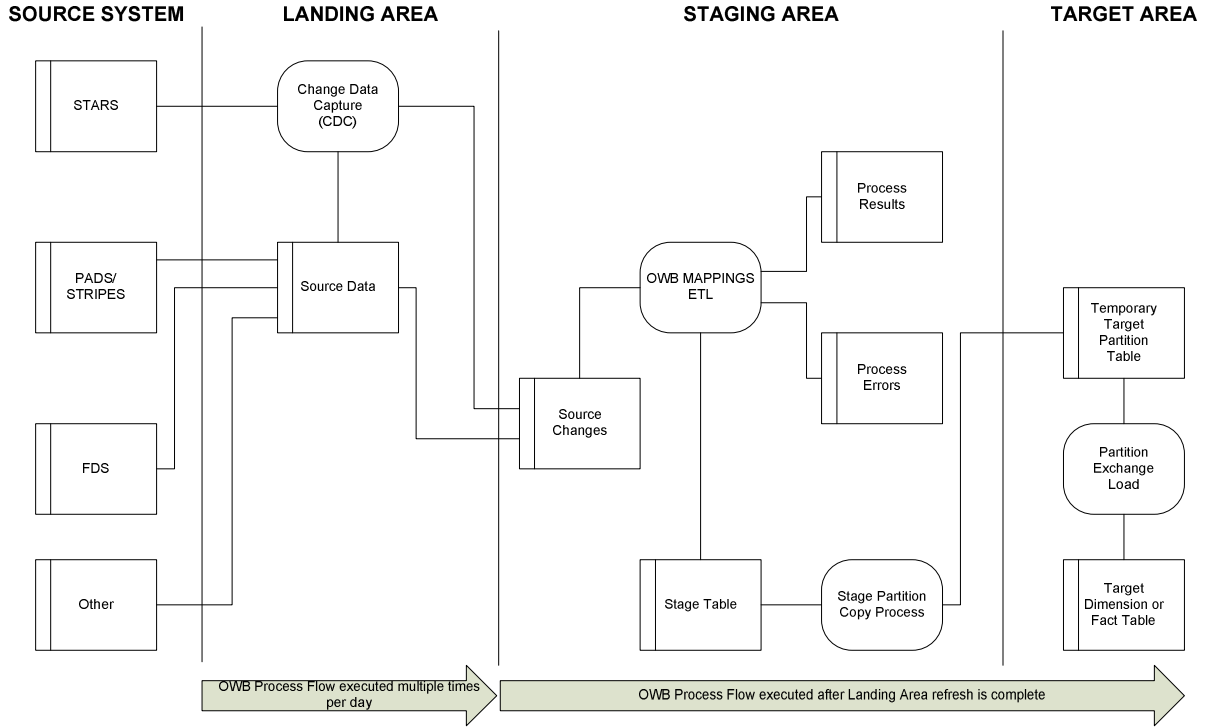 SOURCE SYSTEM
LANDING AREA
STAGING AREA
TARGET AREA
STARS
Change Data
Capture
(CDC)
Process
Results
PADS/
STRIPES
Source Data
OWB MAPPINGS
ETL
Temporary
Target
Partition
Table
Process
Errors
Source
Changes
FDS
Partition
Exchange
Load
Other
Stage Table
Stage Partition
Copy Process
Target
Dimension or
Fact Table
OWB Process Flow executed multiple times
per day
OWB Process Flow executed after Landing Area refresh is complete